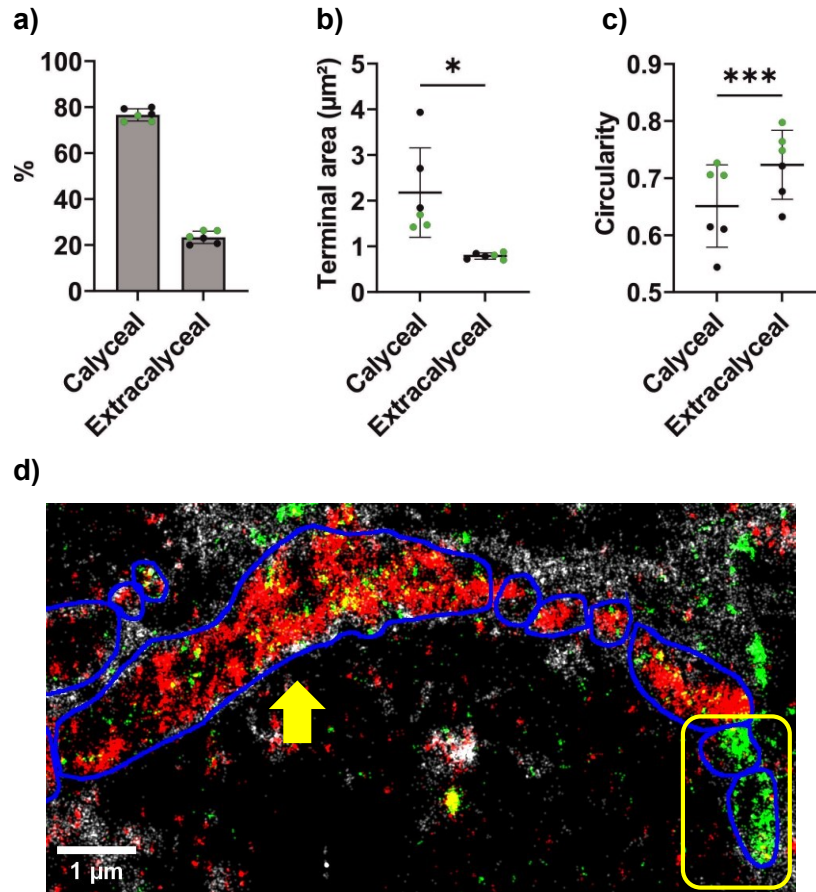 a)
100
80
60
40
20
0
%
Calyceal
Extracalyceal
b)
5
4
3
2
1
0
Terminal area (µm²)
*
Calyceal
Extracalyceal
c)
0.9
0.8
0.7
0.6
0.5
Circularity
***
Calyceal
Extracalyceal
d)
1 µm